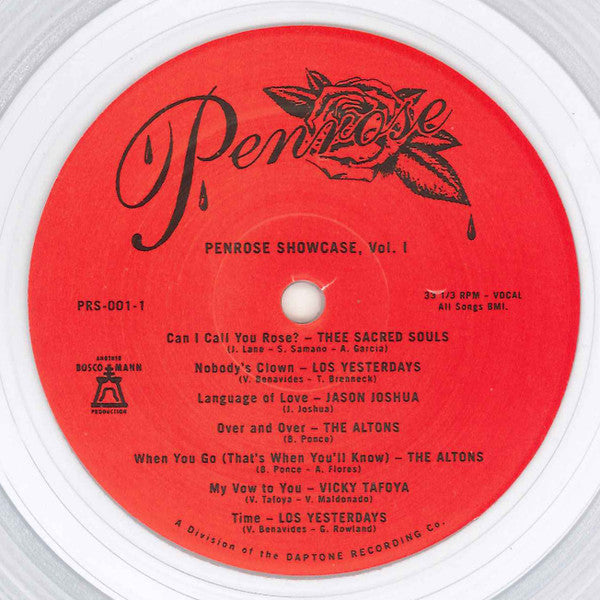 Penrose
PENROSE SHOWCASE, Vol. I
PRS-001-1
33 1/3 RPM – VOCAL
All Songs BMI.
Can I Call You Rose? – THEE SACRED SOULS
(J. Lane – S. Samano – A. Garcia)
Nobody's Clown – LOS YESTERDAYS
(V. Benavides – T. Brenneck)
Language of Love – JASON JOSHUA
(J. Joshua)
Over and Over – THE ALTONS
(B. Ponce)
When You Go (That's When You'll Know) – THE ALTONS
(B. Ponce – A. Flores)
My Vow to You – VICKY TAFOYA
(V. Tafoya – V. Maldonado)
Time – LOS YESTERDAYS
(V. Benavides – G. Rowland)
ANOTHER
BOSCO MANN
PRODUCTION
A Division of the DAPTONE RECORDING Co.